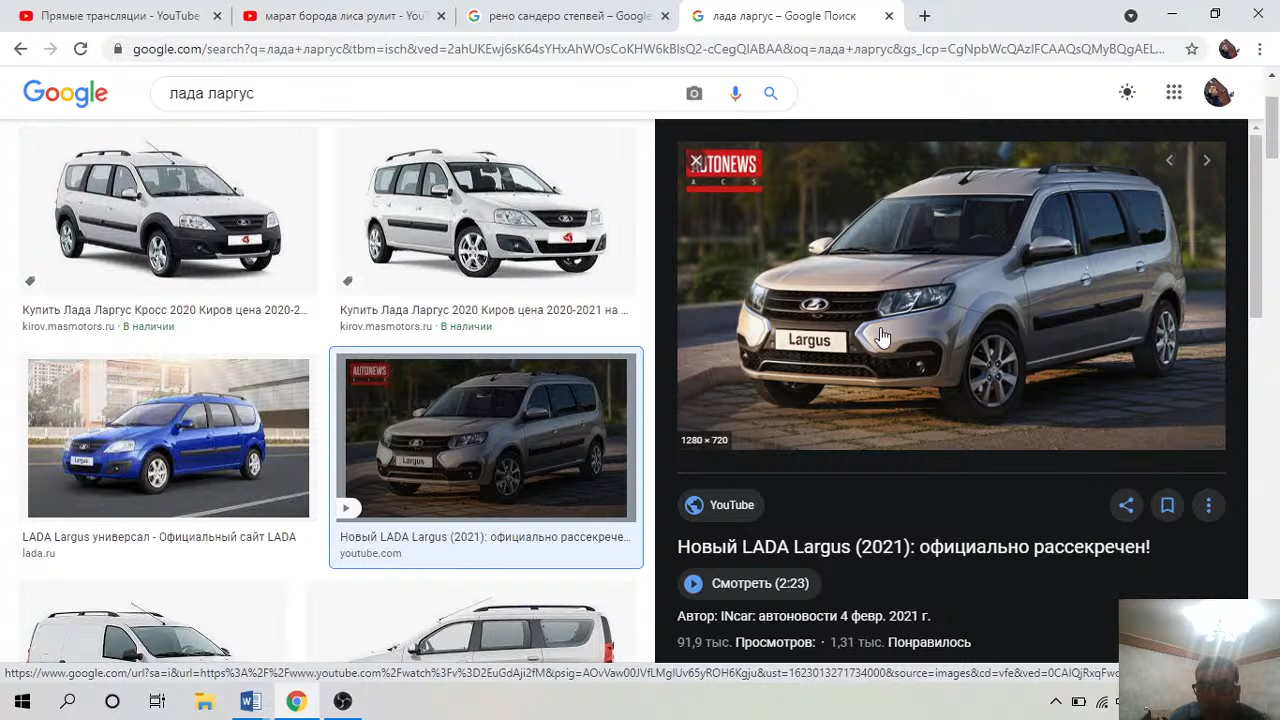 Прямые трансляции - YouTube
марат борода лиса рулит - YouT
рено сандеро степвей – Google
лада ларгус – Google Поиск
google.com/search?q=лада+ларгус&tbm=isch&ved=2ahUKEwj6sK64sYHxAhWOsCoKHW6kBlsQ2-cCegQIABAA&oq=лада+ларгус&gs_lcp=CgNpbWcQAzIFCAAQsQMyBQgAEL...
Google
лада ларгус
Купить Лада Ларгус Кросс 2020 Киров цена 2020-2...
kirov.masmotors.ru · В наличии
Купить Лада Ларгус 2020 Киров цена 2020-2021 на ...
kirov.masmotors.ru · В наличии
Largus
LADA Largus универсал - Официальный сайт LADA
lada.ru
AUTONEWS
Largus
Новый LADA Largus (2021): официально рассекрече...
youtube.com
AUTONEWS
Largus
1280 × 720
YouTube
Новый LADA Largus (2021): официально рассекречен!
Смотреть (2:23)
Автор: INcar: автоновости 4 февр. 2021 г.
91,9 тыс. Просмотров: · 1,31 тыс. Понравилось